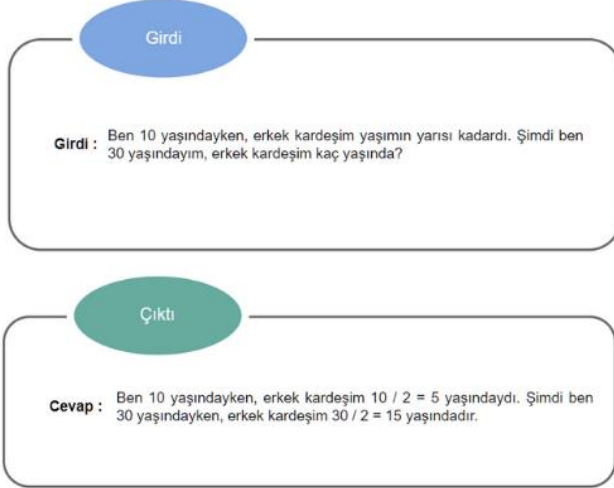 Girdi
Girdi : Ben 10 yaşındayken, erkek kardeşim yaşımın yarısı kadardı. Şimdi ben
30 yaşındayım, erkek kardeşim kaç yaşında?
Çıktı
Cevap : Ben 10 yaşındayken, erkek kardeşim 10 / 2 = 5 yaşındaydı. Şimdi ben
30 yaşındayken, erkek kardeşim 30 / 2 = 15 yaşındadır.